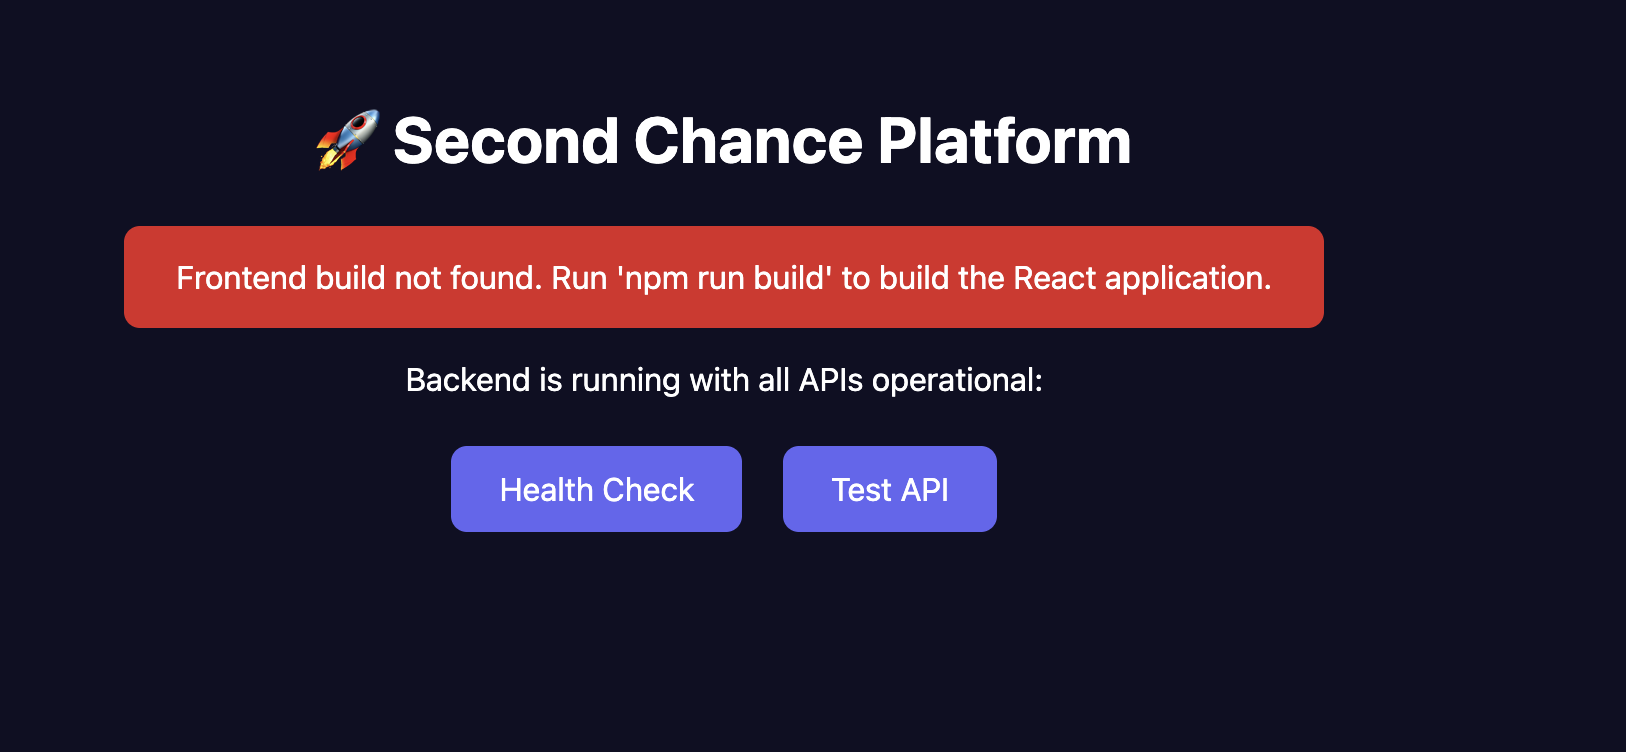 🚀 Second Chance Platform
Frontend build not found. Run 'npm run build' to build the React application.
Backend is running with all APIs operational:
Health Check
Test API